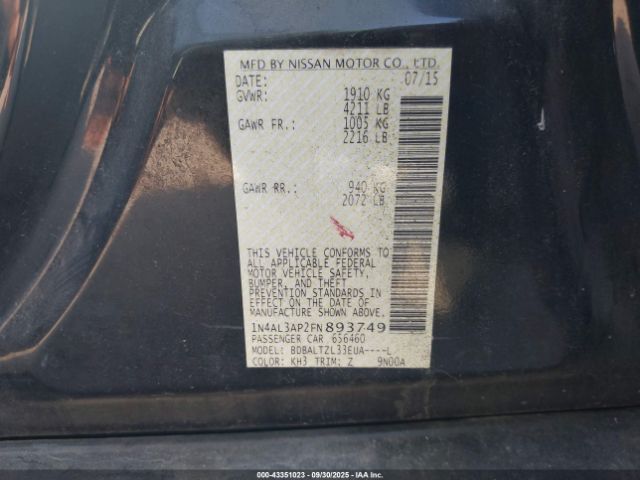 MFD BY NISSAN MOTOR CO., LTD.
DATE: 07/15
GVWR: 1910 KG
4211 LB
GAWR FR.: 1005 KG
2216 LB
GAWR RR.: 940 KG
2072 LB
THIS VEHICLE CONFORMS TO
ALL APPLICABLE FEDERAL
MOTOR VEHICLE SAFETY,
BUMPER, AND THEFT
PREVENTION STANDARDS IN
EFFECT ON THE DATE OF
MANUFACTURE SHOWN ABOVE.
1N4AL3AP2FN893749
PASSENGER CAR 656460
MODEL: BDBALTZL33EUA----L
COLOR: KH3 TRIM: Z 9N00A
000-43351023 - 09/30/2025 - IAA, Inc.